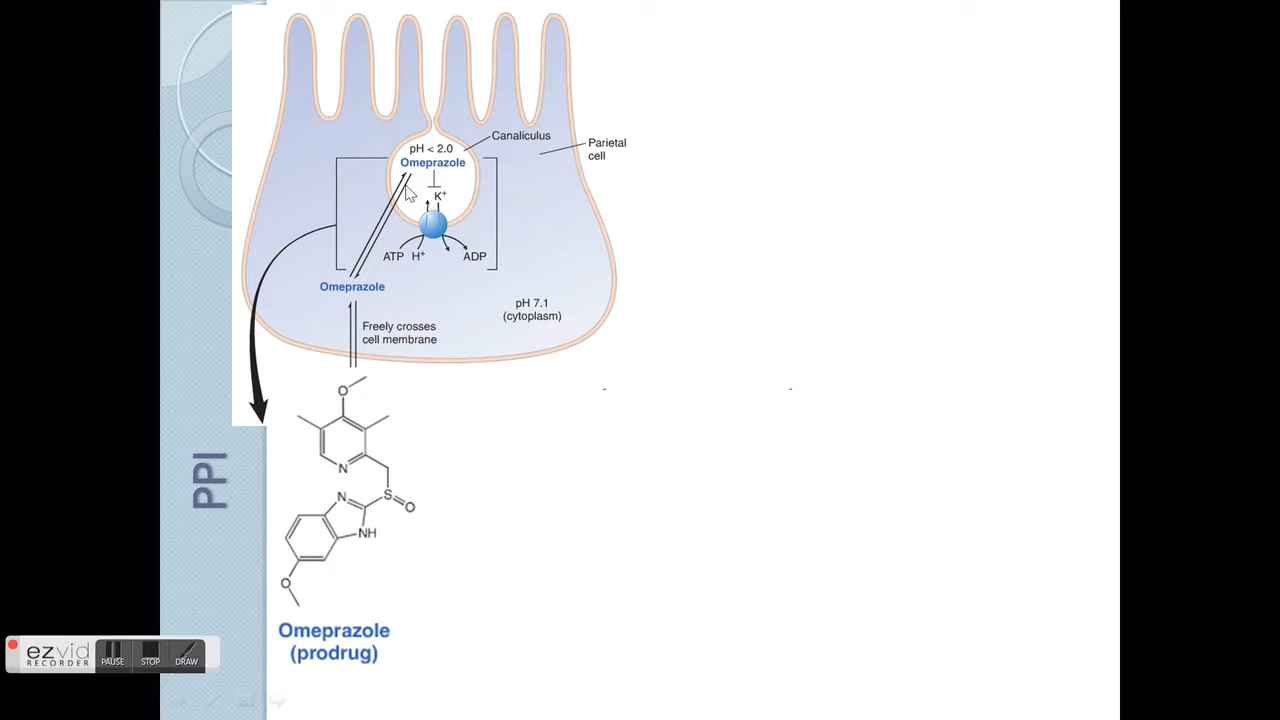 Canaliculus
Parietal
cell
pH < 2.0
Omeprazole
K+
ATP H+ ADP
Omeprazole
pH 7.1
(cytoplasm)
Freely crosses
cell membrane
O
N
N
S
O
NH
O
PPI
Omeprazole
(prodrug)
ezvid
RECORDER
PAUSE STOP DRAW